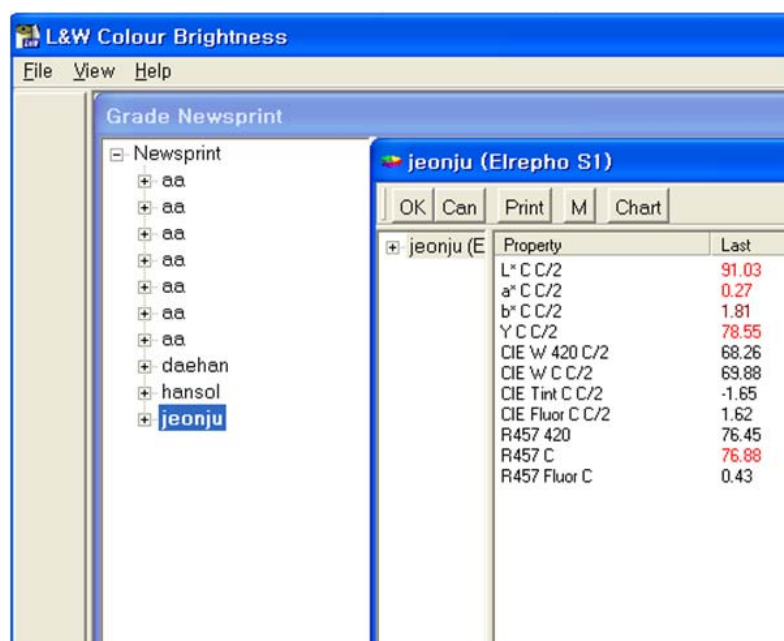 L&W Colour Brightness
File View Help
Grade Newsprint
Newsprint
aa
aa
aa
aa
aa
aa
aa
daehan
hansol
jeonju
jeonju (Elrepho S1)
OK Can Print M Chart
jeonju (E
Property Last
L* C C/2 91.03
a* C C/2 0.27
b* C C/2 1.81
Y C C/2 78.55
CIE W 420 C/2 68.26
CIE W C C/2 69.88
CIE Tint C C/2 -1.65
CIE Fluor C C/2 1.62
R457 420 76.45
R457 C 76.88
R457 Fluor C 0.43